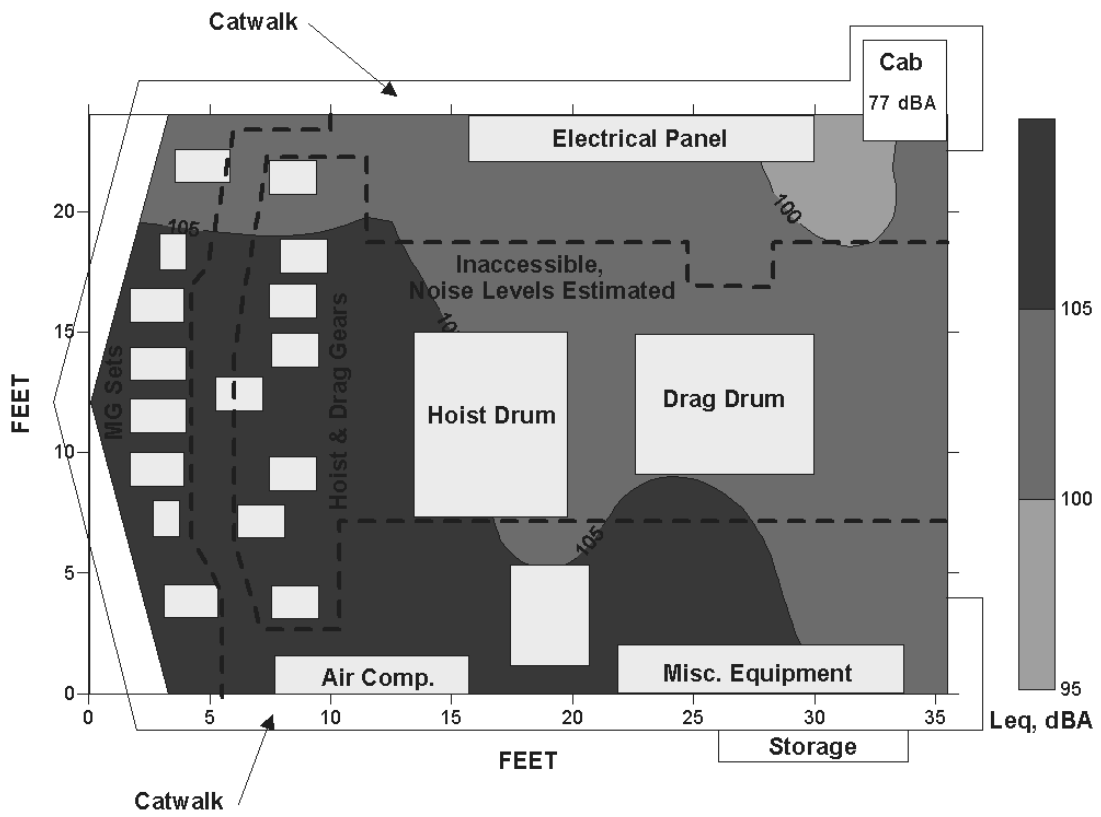 Catwalk
Cab
77 dBA
Electrical Panel
20
105
100
Inaccessible,
Noise Levels Estimated
15
105
105
MG Sets
Hoist & Drag Gears
Hoist Drum
Drag Drum
FEET
10
100
105
5
Air Comp.
Misc. Equipment
0
95
0
5
10
15
20
25
30
35
Leq, dBA
FEET
Storage
Catwalk